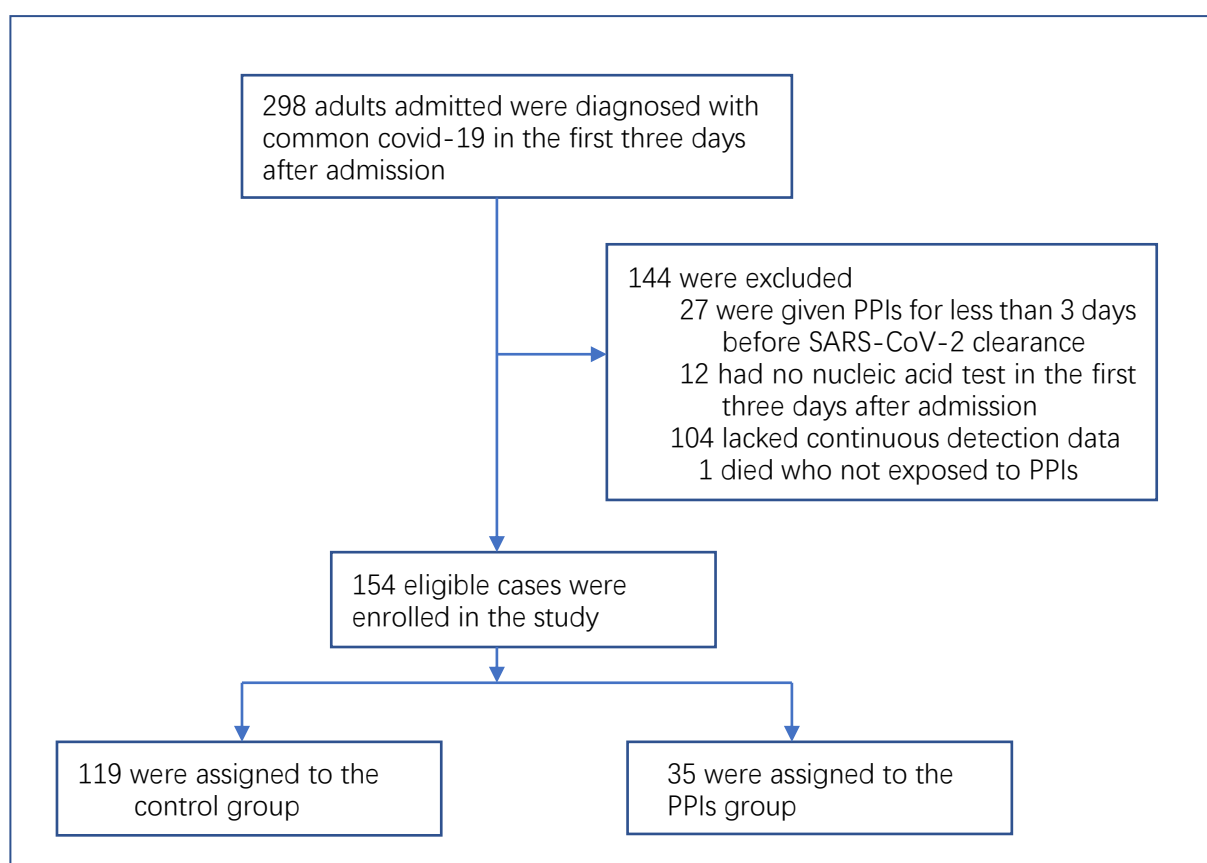 298 adults admitted were diagnosed with
common covid-19 in the first three days
after admission
144 were excluded
27 were given PPIs for less than 3 days
before SARS-CoV-2 clearance
12 had no nucleic acid test in the first
three days after admission
104 lacked continuous detection data
1 died who not exposed to PPIs
154 eligible cases were
enrolled in the study
119 were assigned to the
control group
35 were assigned to the
PPIs group